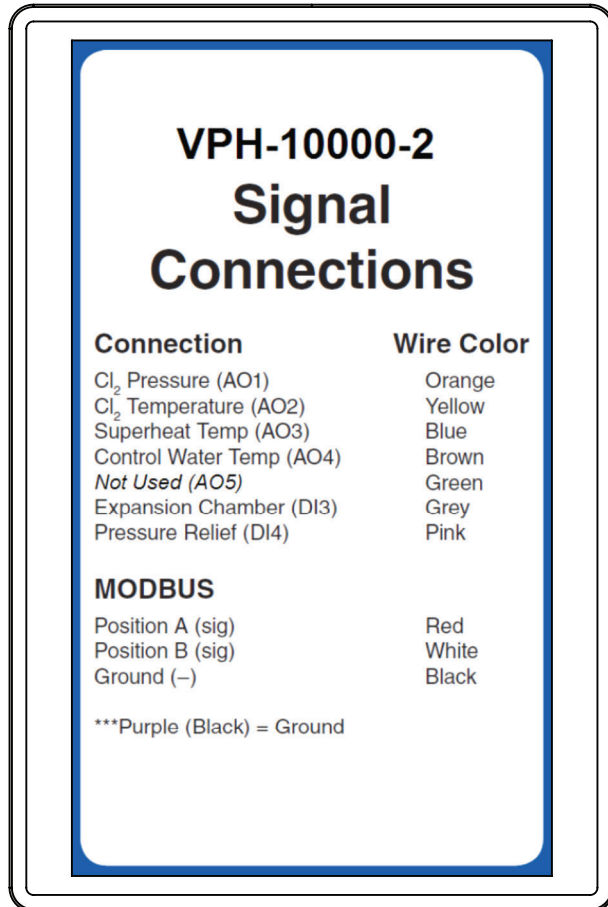 VPH-10000-2
Signal
Connections
Connection Wire Color
Cl₂ Pressure (AO1) Orange
Cl₂ Temperature (AO2) Yellow
Superheat Temp (AO3) Blue
Control Water Temp (AO4) Brown
Not Used (AO5) Green
Expansion Chamber (DI3) Grey
Pressure Relief (DI4) Pink
MODBUS
Position A (sig) Red
Position B (sig) White
Ground (–) Black
***Purple (Black) = Ground